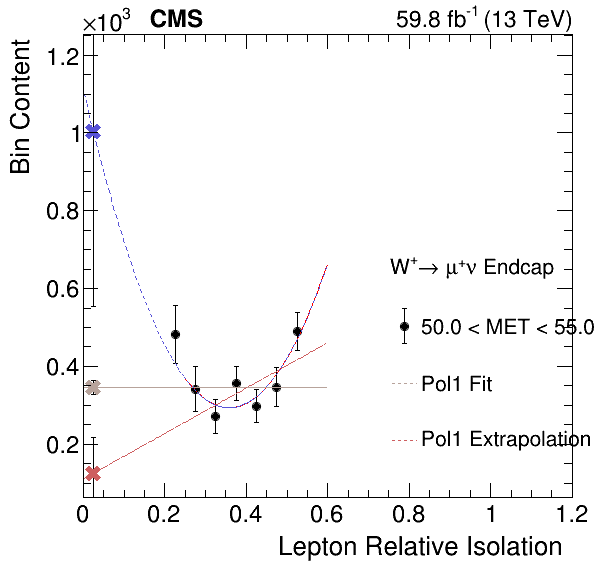 ×10³ CMS 59.8 fb⁻¹ (13 TeV)
Bin Content
1.2
1
0.8
0.6
0.4
0.2
W⁺→ μ⁺ν Endcap
50.0 < MET < 55.0
Pol1 Fit
Pol1 Extrapolation
0 0.2 0.4 0.6 0.8 1 1.2
Lepton Relative Isolation